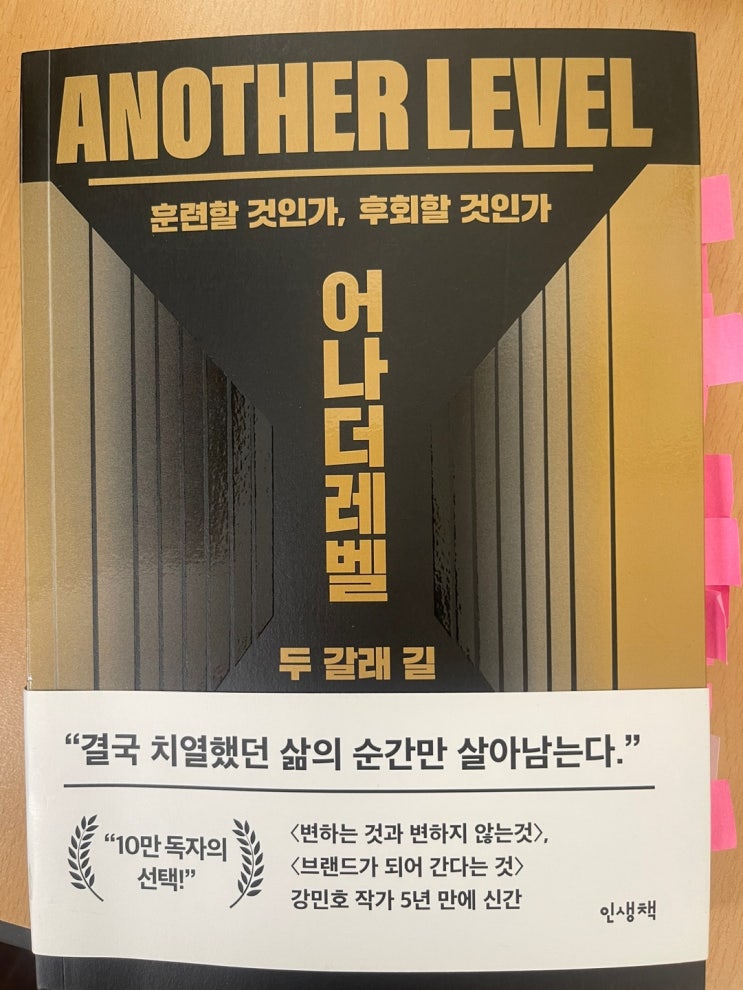 ANOTHER LEVEL
훈련할 것인가, 후회할 것인가
어나더레벨
두 갈래 길
“결국 치열했던 삶의 순간만 살아남는다.”
“10만 독자의
선택!”
〈변하는 것과 변하지 않는것〉,
〈브랜드가 되어 간다는 것〉
강민호 작가 5년 만에 신간
인생책